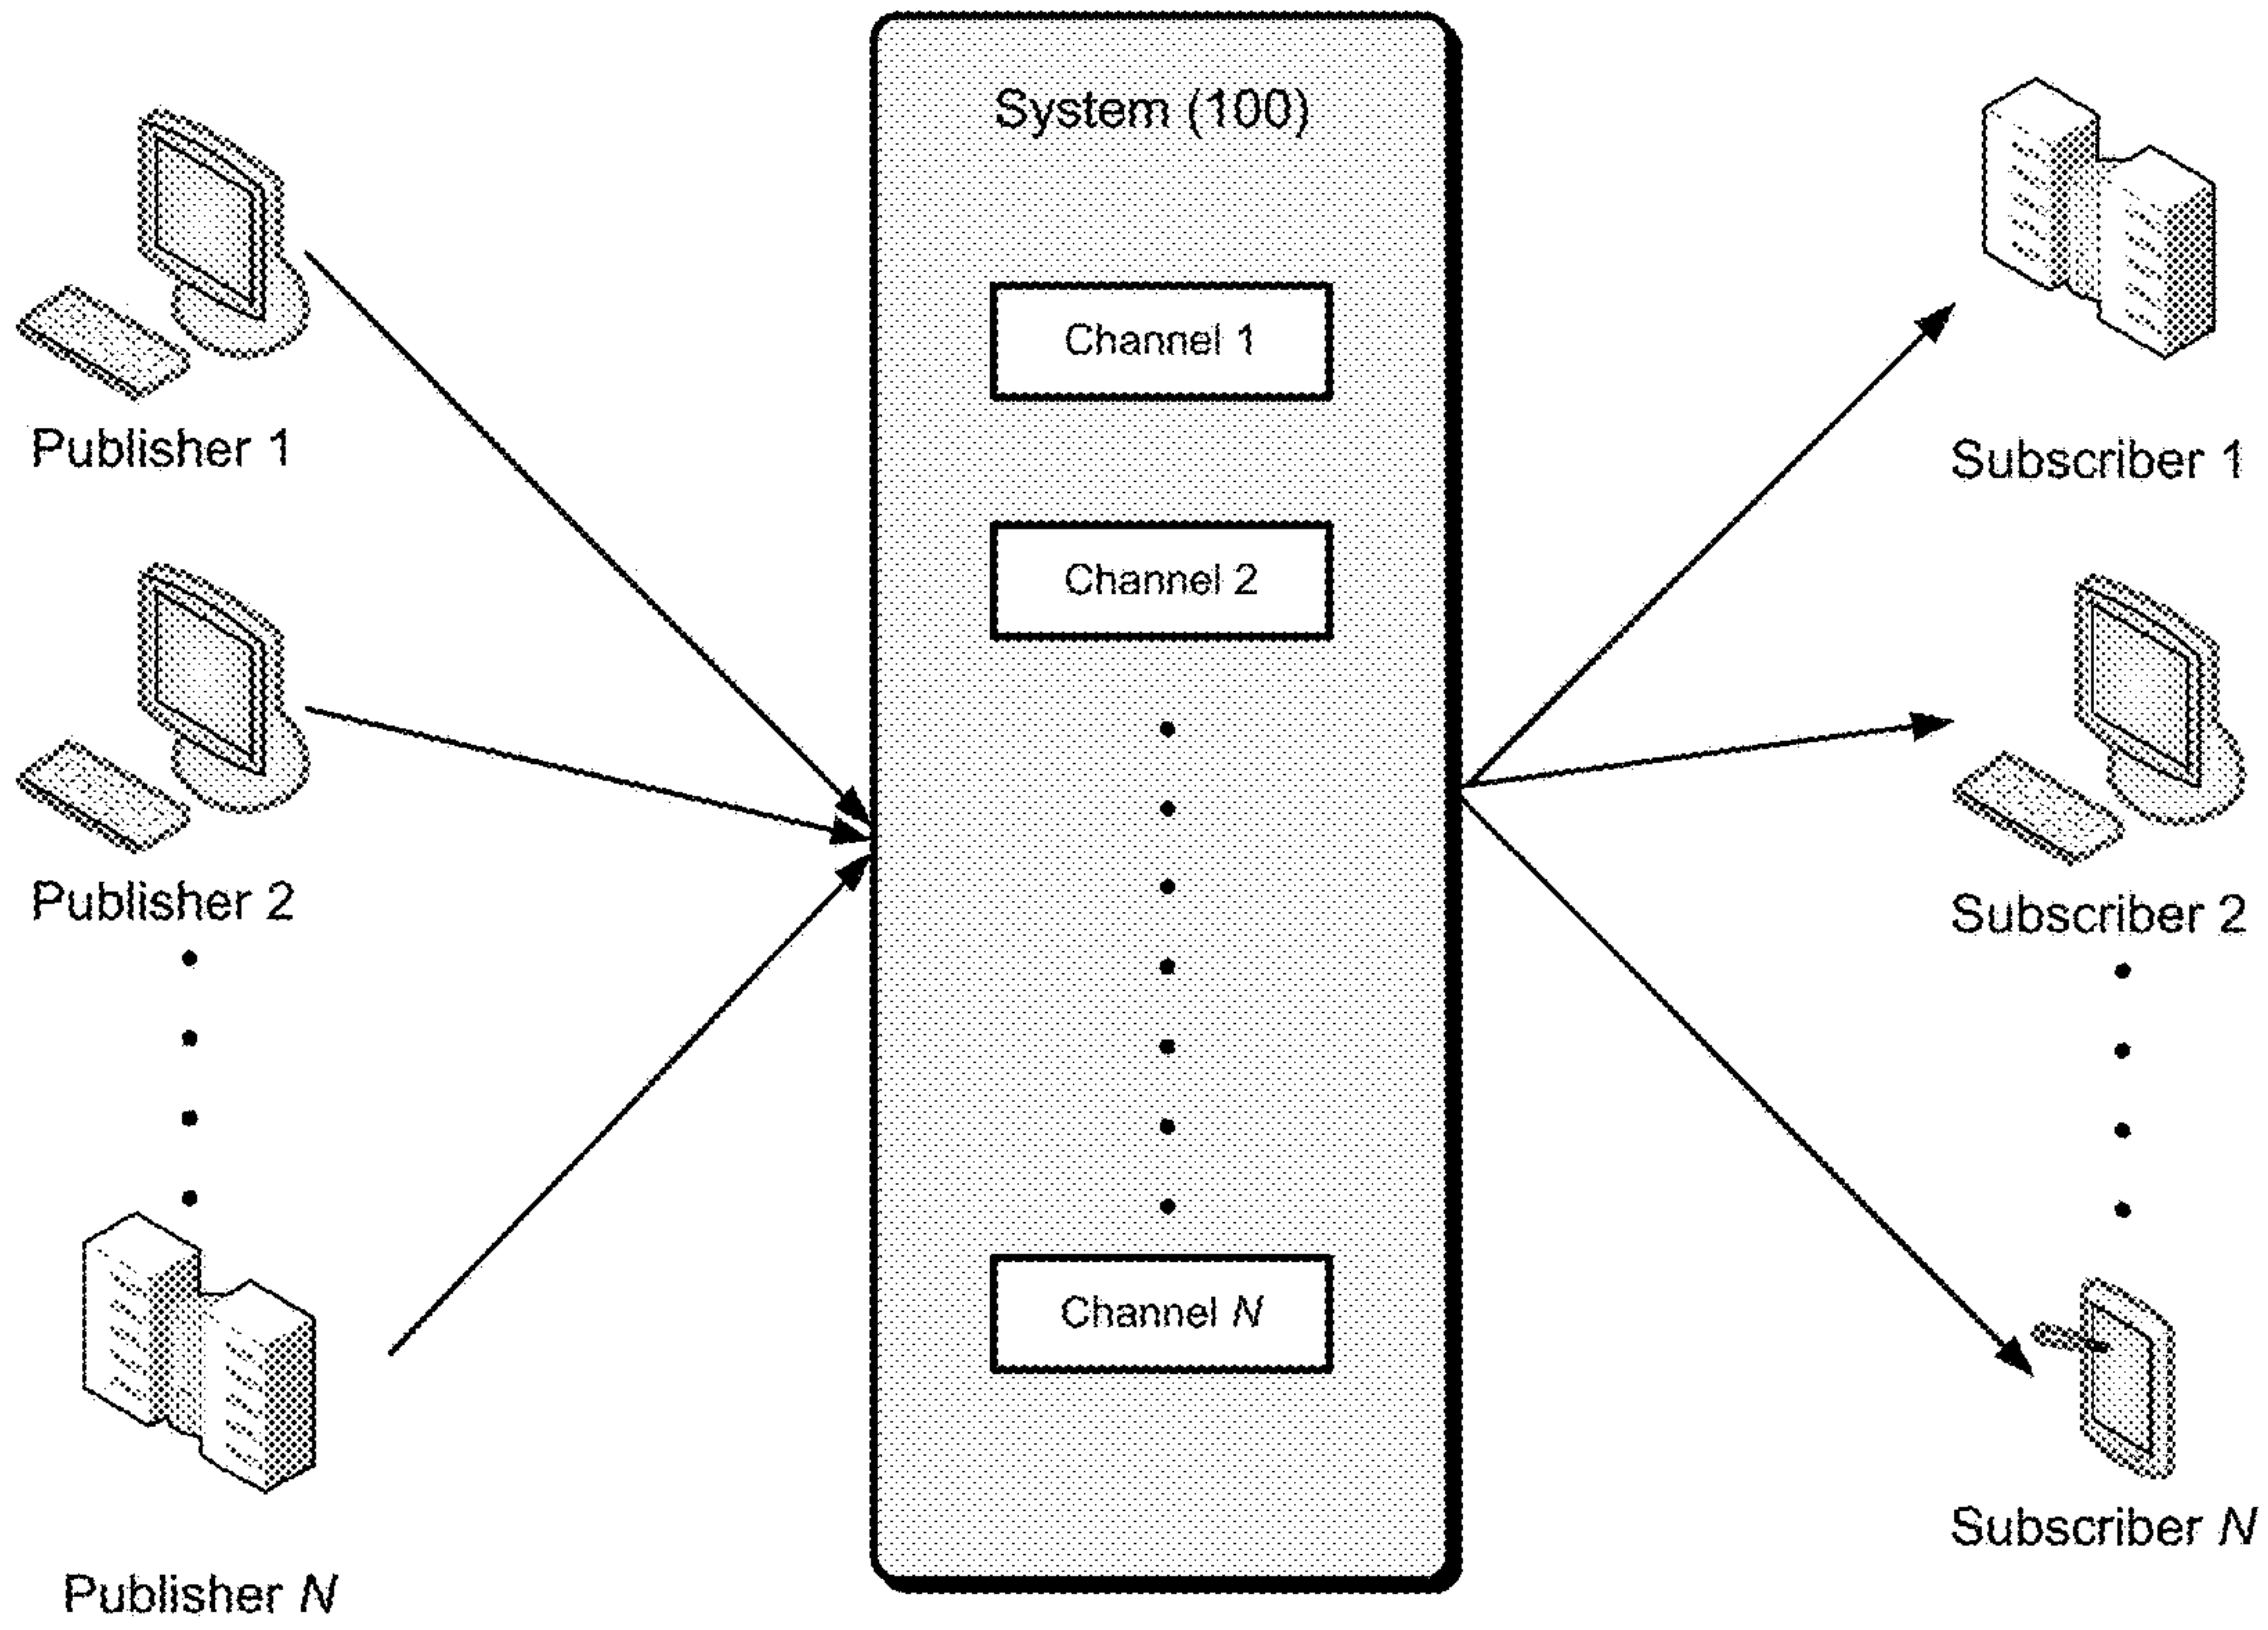 System (100)
Publisher 1
Publisher 2
Publisher N
Channel 1
Channel 2
Channel N
Subscriber 1
Subscriber 2
Subscriber N